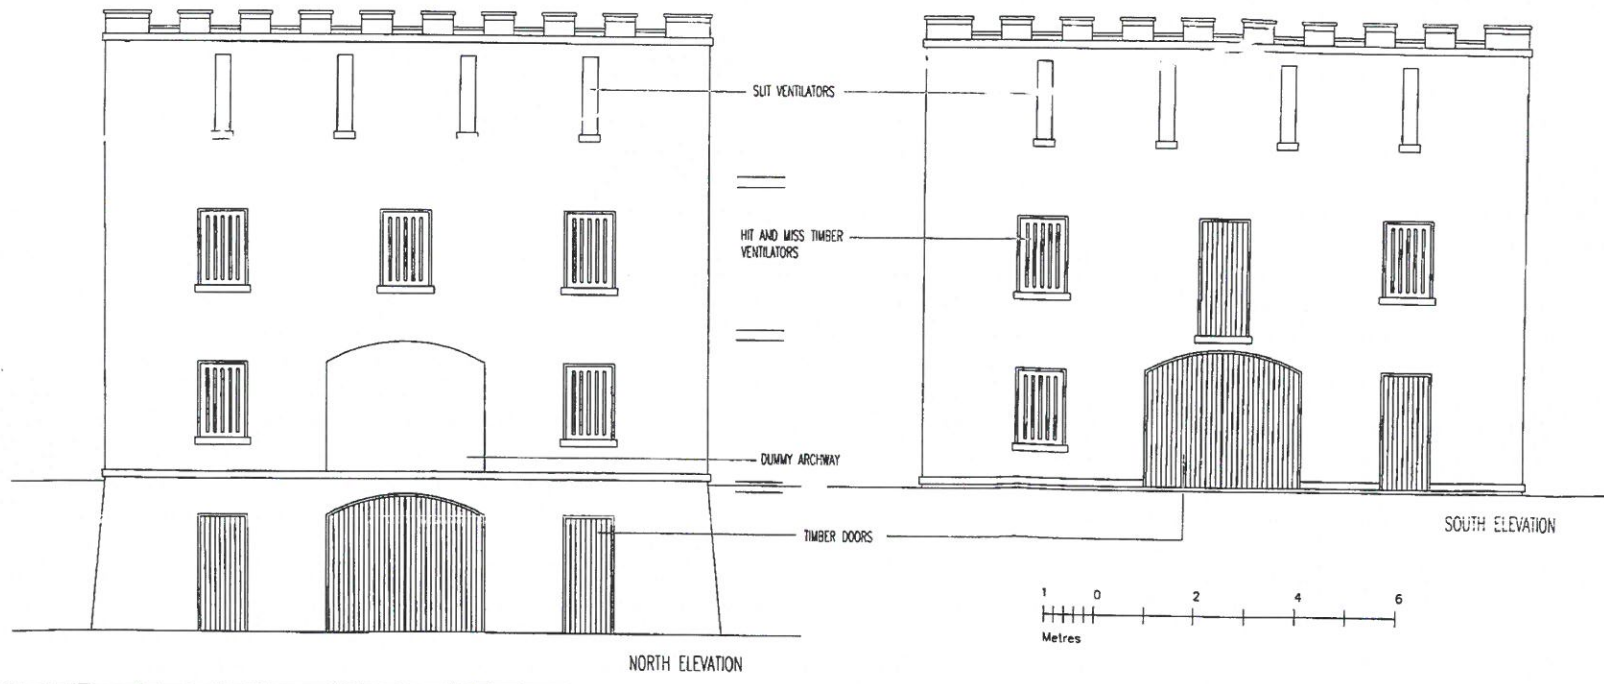 SLIT VENTILATORS
HIT AND MISS TIMBER
VENTILATORS
DUMMY ARCHWAY
TIMBER DOORS
NORTH ELEVATION
SOUTH ELEVATION
1 0 2 4 6
Metres